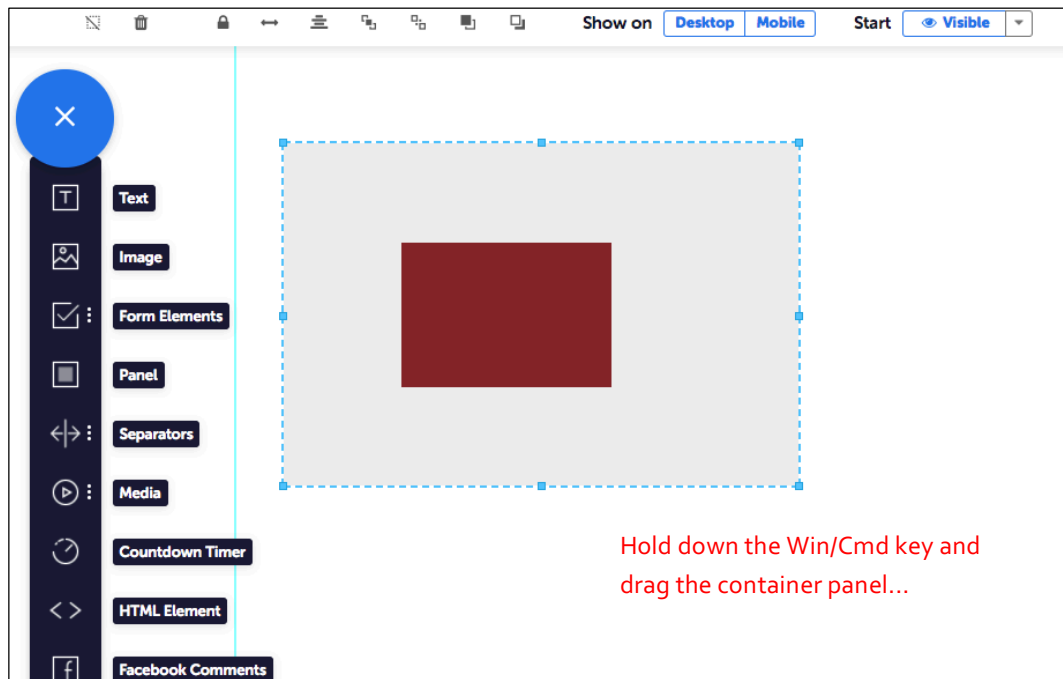 Show on Desktop Mobile Start Visible
Text
Image
Form Elements
Panel
Separators
Media
Countdown Timer
HTML Element
Facebook Comments
Hold down the Win/Cmd key and
drag the container panel...